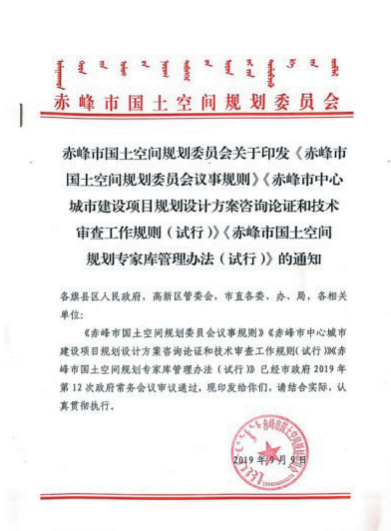 赤峰市国土空间规划委员会
赤峰市国土空间规划委员会关于印发《赤峰市
国土空间规划委员会议事规则》《赤峰市中心
城市建设项目规划设计方案咨询论证和技术
审查工作规则（试行）》《赤峰市国土空间
规划专家库管理办法（试行）》的通知
各旗县区人民政府，高新区管委会，市直各委、办、局，各相关
单位：
《赤峰市国土空间规划委员会议事规则》《赤峰市中心城市
建设项目规划设计方案咨询论证和技术审查工作规则(试行)》《赤
峰市国土空间规划专家库管理办法（试行）》已经市政府 2019 年
第 12 次政府常务会议审议通过，现印发给你们，请结合实际，认
真贯彻执行。
2019 年 9 月 9 日